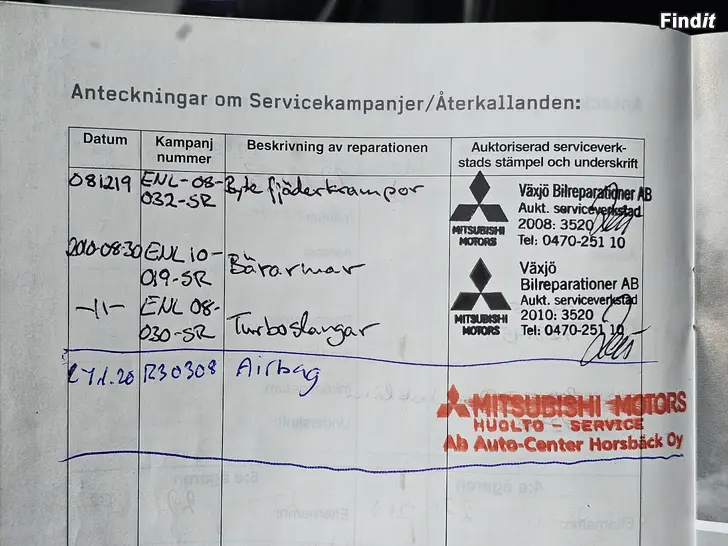 Findit
Anteckningar om Servicekampanjer/Återkallanden:
Datum
Kampanj
nummer
Beskrivning av reparationen
Auktoriserad serviceverk-
stads stämpel och underskrift
081219
ENL-08-
032-SR
Byte fjäderkrampor
MITSUBISHI
MOTORS
Växjö Bilreparationer AB
Aukt. serviceverkstad
2008: 3520
Tel: 0470-251 10
2010-08-30
ENL 10-
019-SR
Bärarmar
MITSUBISHI
MOTORS
Växjö
Bilreparationer AB
Aukt. serviceverkstad
2010: 3520
Tel: 0470-251 10
-11-
ENL 08-
030-SR
Turboslangar
27.1.20
R30308
Airbag
MITSUBISHI MOTORS
HUOLTO - SERVICE
Ab Auto-Center Horsbäck Oy